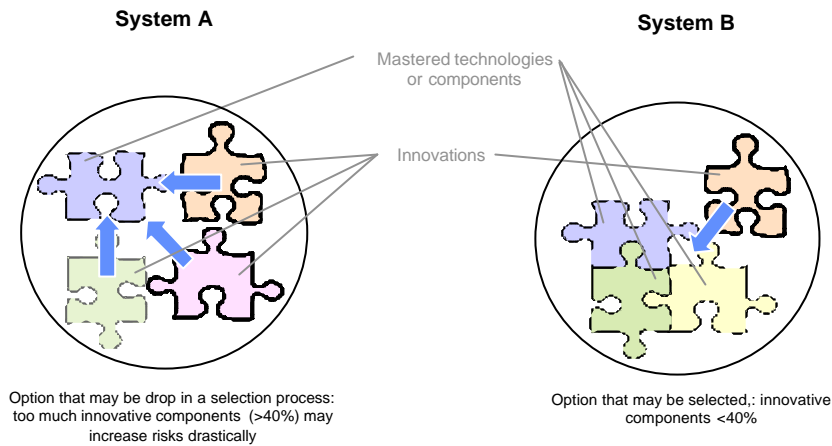 System A
System B
Mastered technologies
or components
Innovations
Option that may be drop in a selection process:
too much innovative components (>40%) may
increase risks drastically
Option that may be selected,: innovative
components <40%